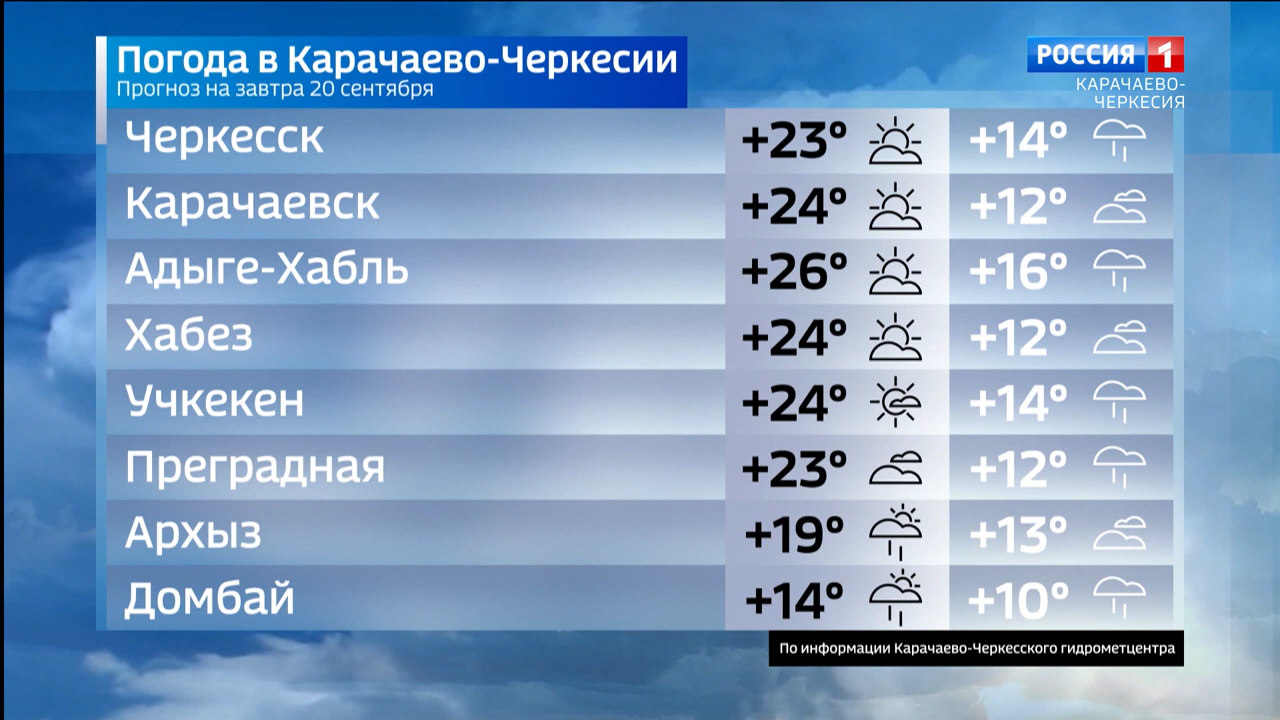 Погода в Карачаево-Черкесии
Прогноз на завтра 20 сентября
РОССИЯ 1
КАРАЧАЕВО-
ЧЕРКЕСИЯ
Черкесск +23° +14°
Карачаевск +24° +12°
Адыге-Хабль +26° +16°
Хабез +24° +12°
Учкекен +24° +14°
Преградная +23° +12°
Архыз +19° +13°
Домбай +14° +10°
По информации Карачаево-Черкесского гидрометцентра